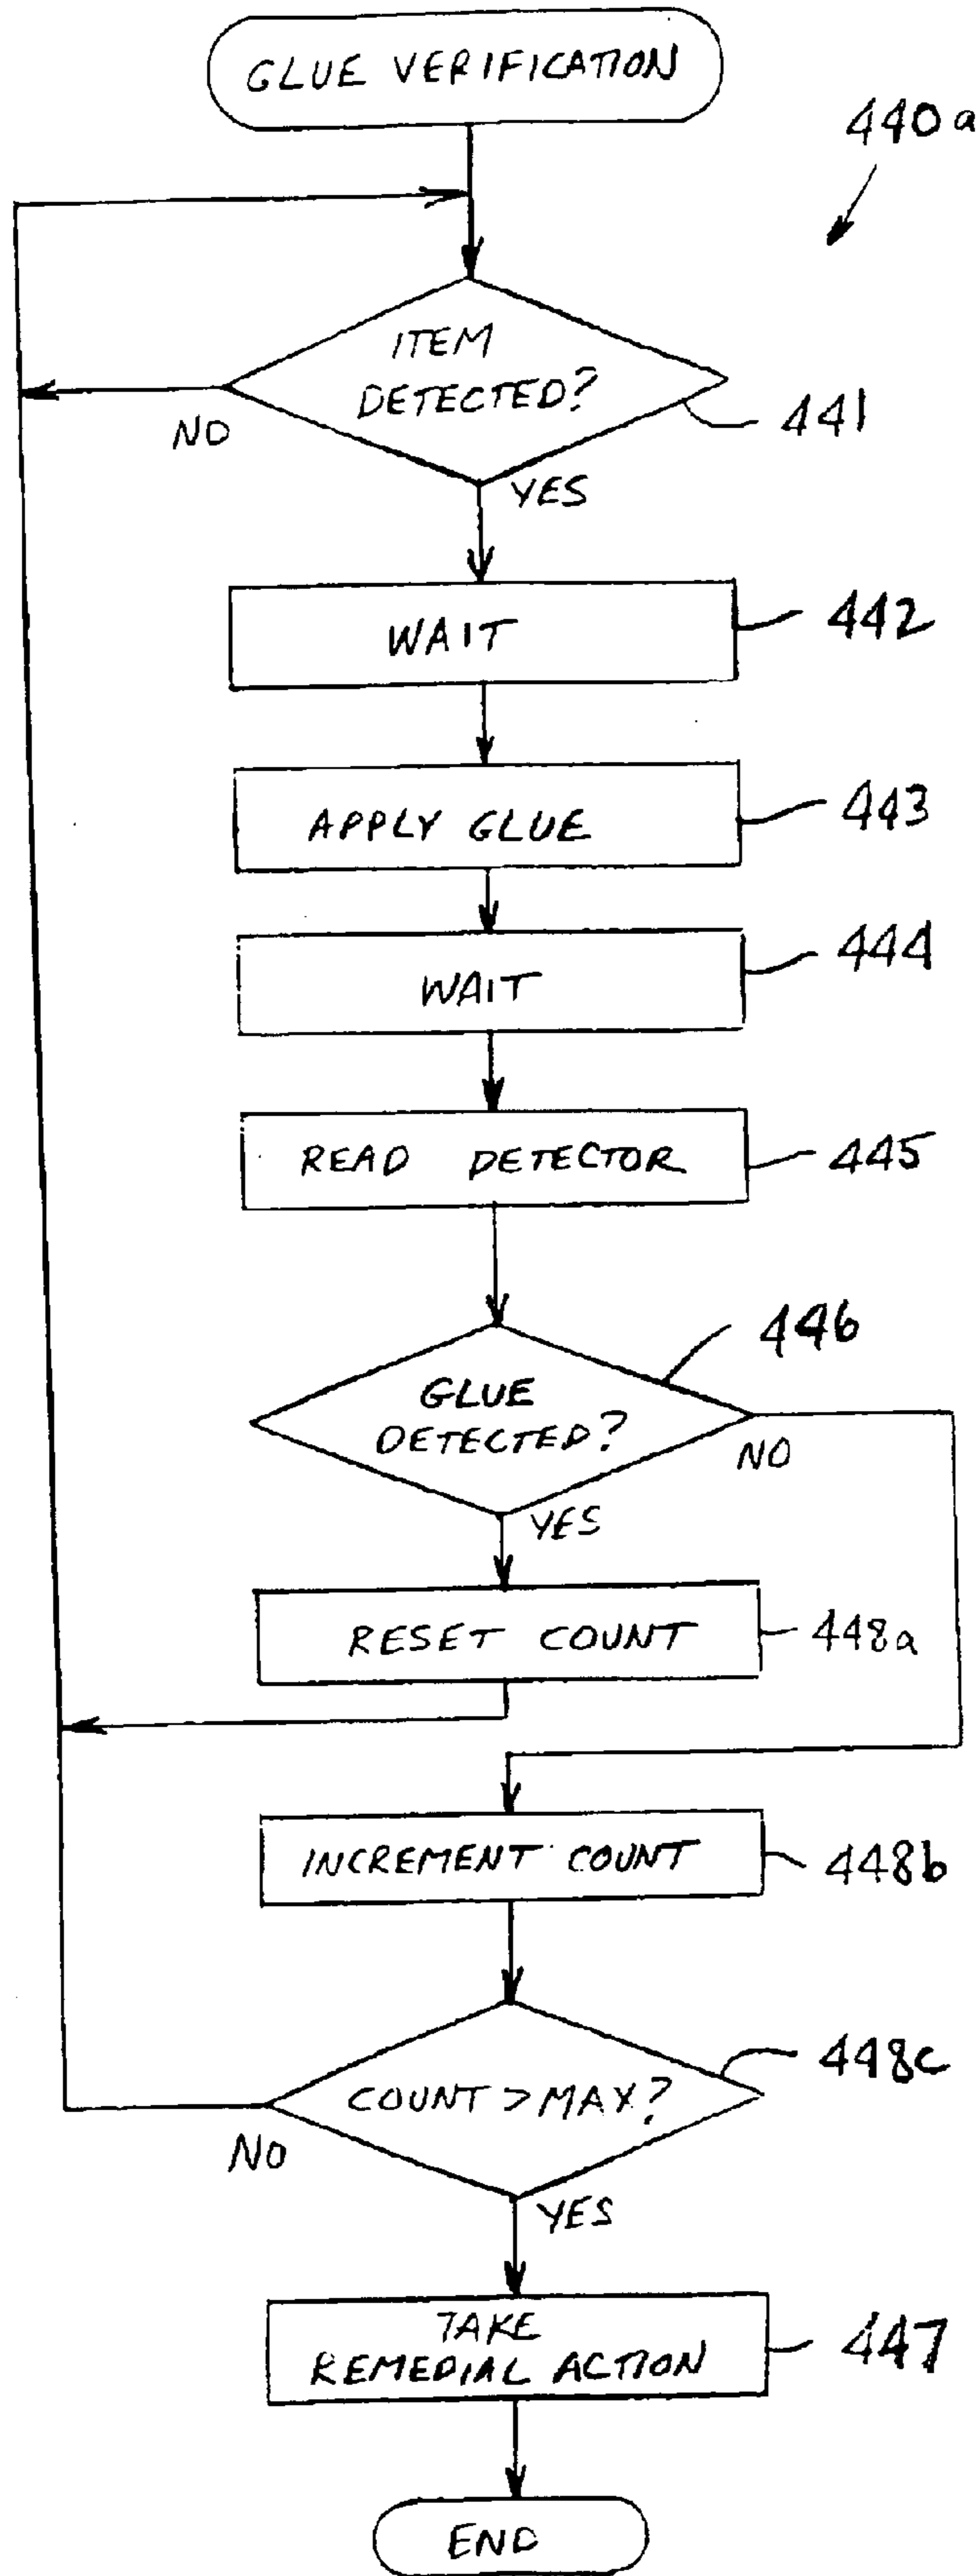 GLUE VERIFICATION
440a
ITEM
DETECTED?
441
NO
YES
WAIT
442
APPLY GLUE
443
WAIT
444
READ DETECTOR
445
446
GLUE
DETECTED?
NO
YES
RESET COUNT
448a
INCREMENT COUNT
448b
COUNT > MAX?
448c
NO
YES
TAKE
REMEDIAL ACTION
447
END